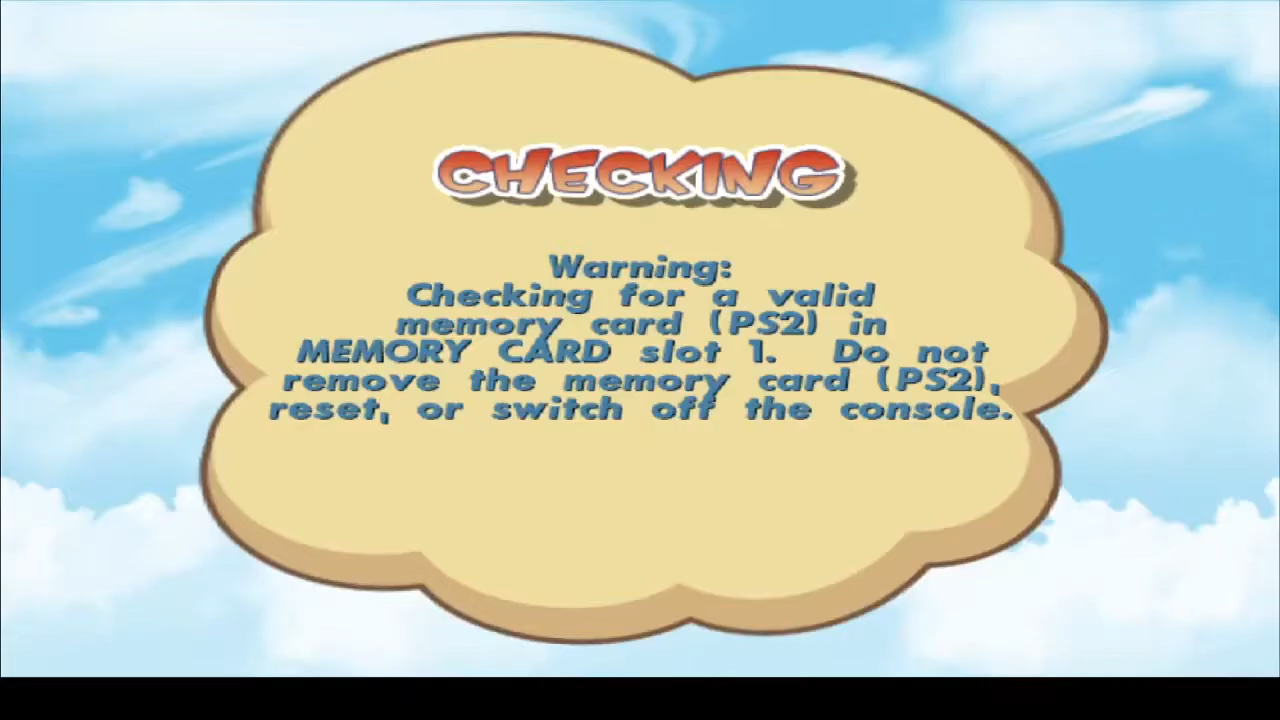 CHECKING
Warning:
Checking for a valid
memory card (PS2) in
MEMORY CARD slot 1. Do not
remove the memory card (PS2),
reset, or switch off the console.